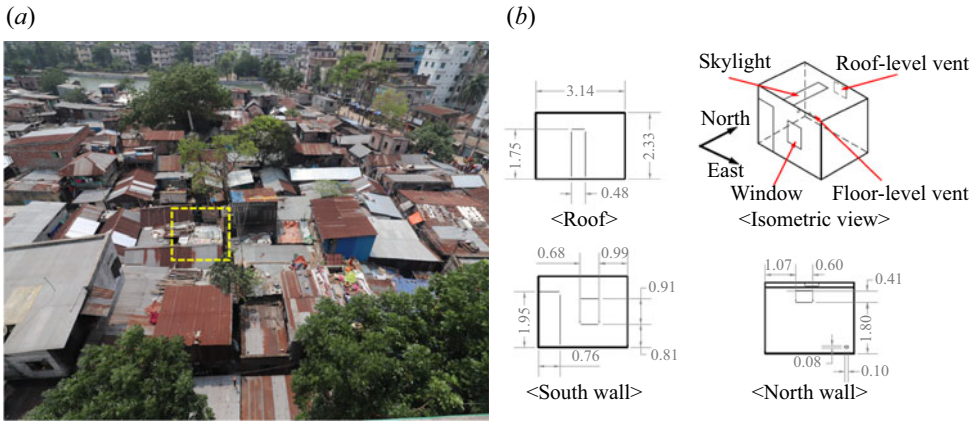 (a)
(b)
Skylight
Roof-level vent
3.14
North
1.75
2.33
East
0.48
Window
Floor-level vent
<Roof>
<Isometric view>
0.68
0.99
1.07
0.60
0.41
0.91
1.95
1.80
0.76
0.81
0.08
0.10
<South wall>
<North wall>